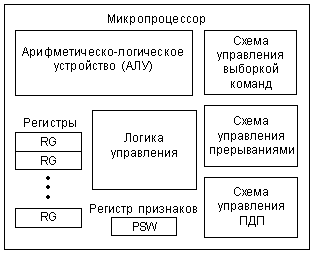 Микропроцессор
Арифметическо-логическое
устройство (АЛУ)
Схема
управления
выборкой
команд
Регистры
RG
RG
RG
Логика
управления
Схема
управления
прерываниями
Регистр признаков
PSW
Схема
управления
ПДП